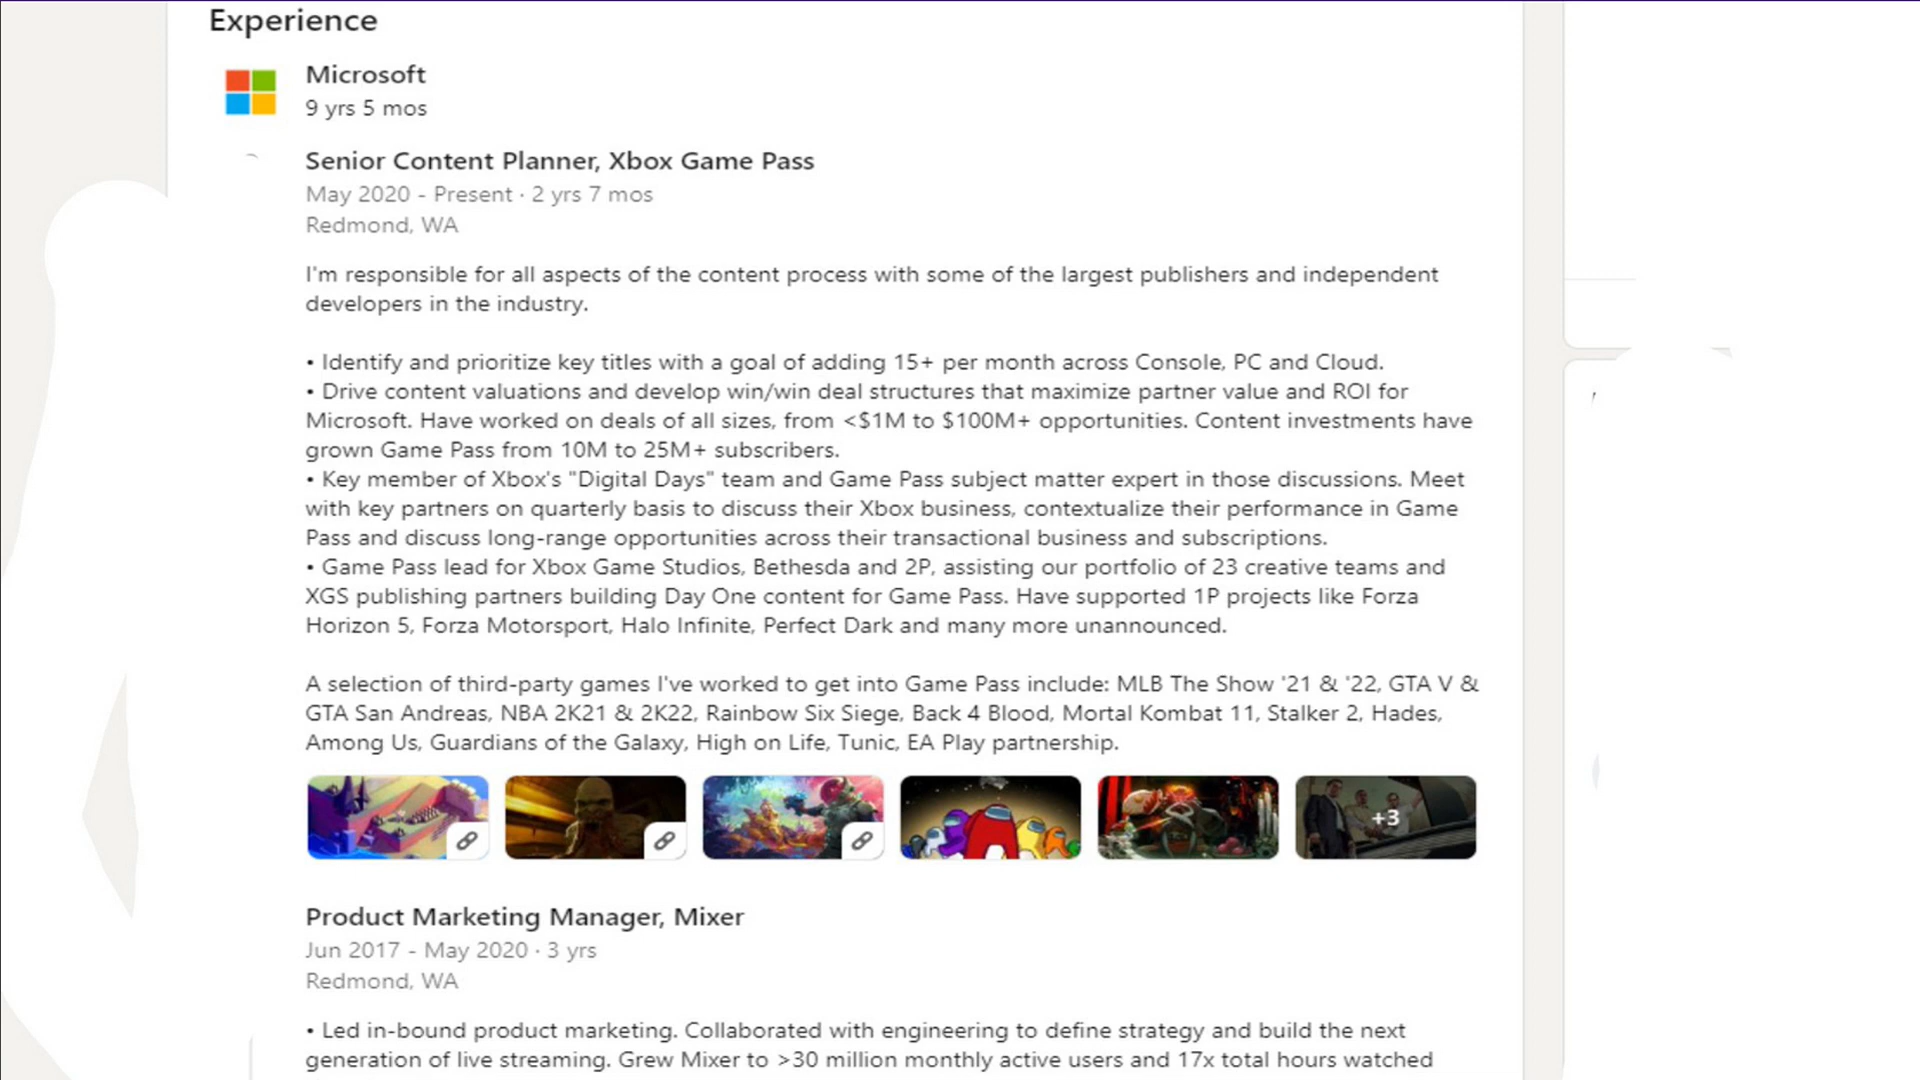 Experience
Microsoft
9 yrs 5 mos
Senior Content Planner, Xbox Game Pass
May 2020 - Present · 2 yrs 7 mos
Redmond, WA
I'm responsible for all aspects of the content process with some of the largest publishers and independent
developers in the industry.
• Identify and prioritize key titles with a goal of adding 15+ per month across Console, PC and Cloud.
• Drive content valuations and develop win/win deal structures that maximize partner value and ROI for
Microsoft. Have worked on deals of all sizes, from <$1M to $100M+ opportunities. Content investments have
grown Game Pass from 10M to 25M+ subscribers.
• Key member of Xbox's "Digital Days" team and Game Pass subject matter expert in those discussions. Meet
with key partners on quarterly basis to discuss their Xbox business, contextualize their performance in Game
Pass and discuss long-range opportunities across their transactional business and subscriptions.
• Game Pass lead for Xbox Game Studios, Bethesda and 2P, assisting our portfolio of 23 creative teams and
XGS publishing partners building Day One content for Game Pass. Have supported 1P projects like Forza
Horizon 5, Forza Motorsport, Halo Infinite, Perfect Dark and many more unannounced.
A selection of third-party games I've worked to get into Game Pass include: MLB The Show '21 & '22, GTA V &
GTA San Andreas, NBA 2K21 & 2K22, Rainbow Six Siege, Back 4 Blood, Mortal Kombat 11, Stalker 2, Hades,
Among Us, Guardians of the Galaxy, High on Life, Tunic, EA Play partnership.
+3
Product Marketing Manager, Mixer
Jun 2017 - May 2020 · 3 yrs
Redmond, WA
• Led in-bound product marketing. Collaborated with engineering to define strategy and build the next
generation of live streaming. Grew Mixer to >30 million monthly active users and 17x total hours watched